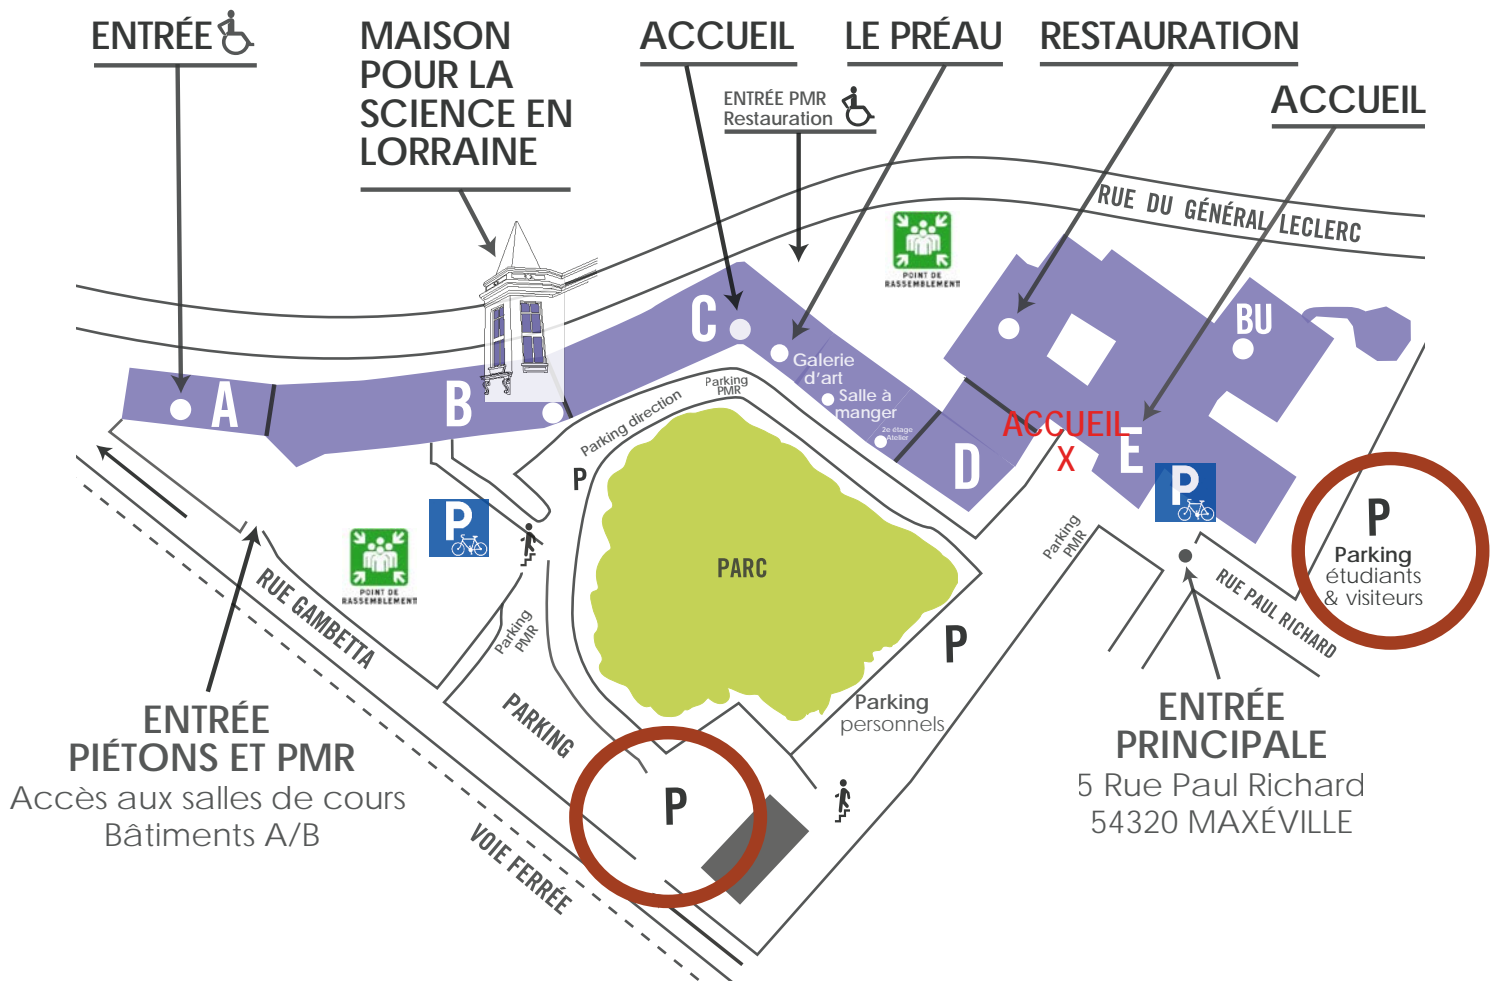 ENTRÉE
MAISON
POUR LA
SCIENCE EN
LORRAINE
ACCUEIL
LE PRÉAU
RESTAURATION
ENTRÉE PMR
Restauration
ACCUEIL
RUE DU GÉNÉRAL LECLERC
POINT DE
RASSEMBLEMENT
A
B
C
Galerie
d'art
Salle à
manger
2e étage
Atelier
D
ACCUEIL
X
E
BU
P
Parking
PMR
Parking direction
P
P
POINT DE
RASSEMBLEMENT
PARC
Parking
PMR
P
Parking
étudiants
& visiteurs
RUE PAUL RICHARD
RUE GAMBETTA
Parking
PMR
PARKING
P
Parking
personnels
P
VOIE FERRÉE
ENTRÉE
PIÉTONS ET PMR
Accès aux salles de cours
Bâtiments A/B
ENTRÉE
PRINCIPALE
5 Rue Paul Richard
54320 MAXÉVILLE